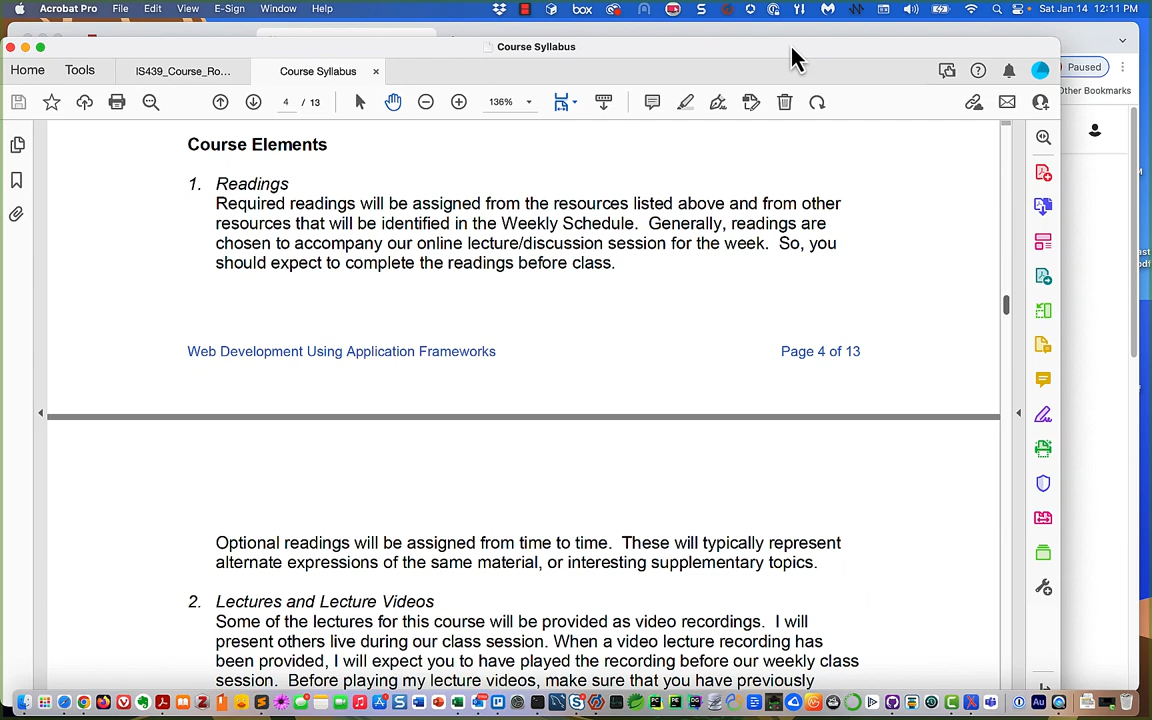 Acrobat Pro File Edit View E-Sign Window Help box Sat Jan 14 12:11 PM
Course Syllabus
Home Tools IS439_Course_Ro... Course Syllabus × Paused
4 / 13 136% Other Bookmarks
Course Elements
1. Readings
Required readings will be assigned from the resources listed above and from other
resources that will be identified in the Weekly Schedule. Generally, readings are
chosen to accompany our online lecture/discussion session for the week. So, you
should expect to complete the readings before class.
Web Development Using Application Frameworks Page 4 of 13
Optional readings will be assigned from time to time. These will typically represent
alternate expressions of the same material, or interesting supplementary topics.
2. Lectures and Lecture Videos
Some of the lectures for this course will be provided as video recordings. I will
present others live during our class session. When a video lecture recording has
been provided, I will expect you to have played the recording before our weekly class
session. Before playing my lecture videos, make sure that you have previously